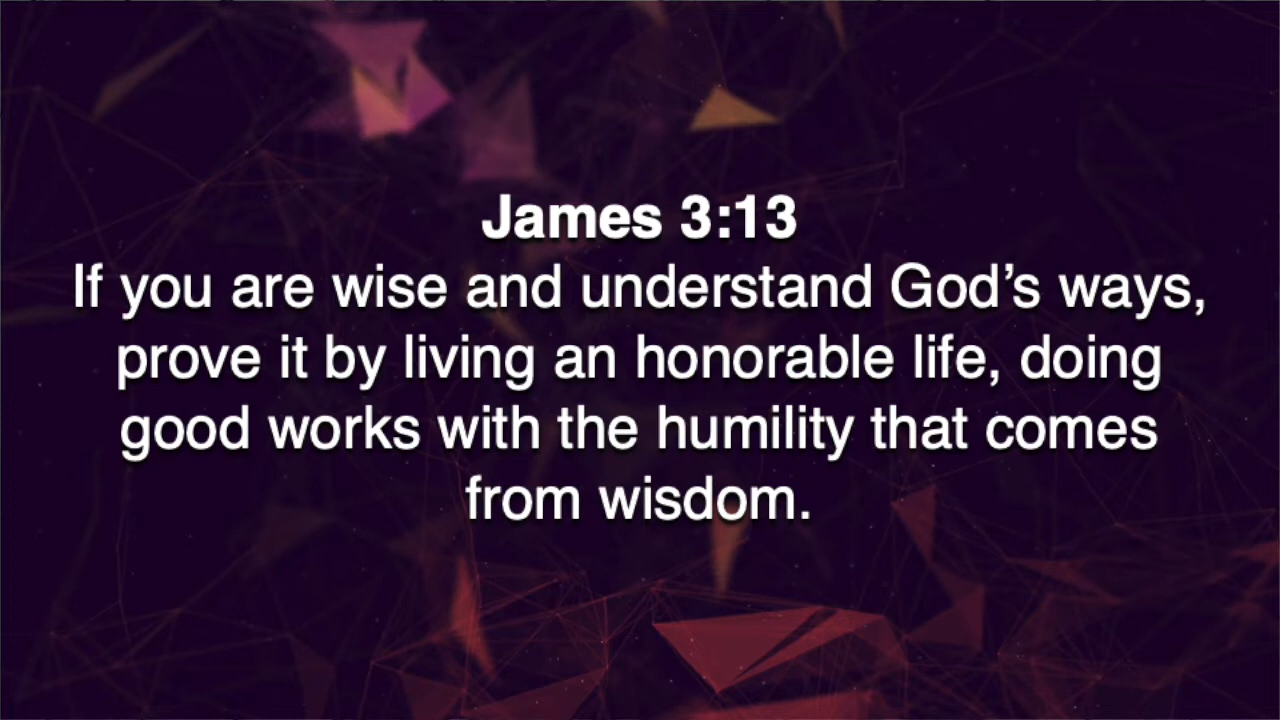 James 3:13
If you are wise and understand God’s ways,
prove it by living an honorable life, doing
good works with the humility that comes
from wisdom.